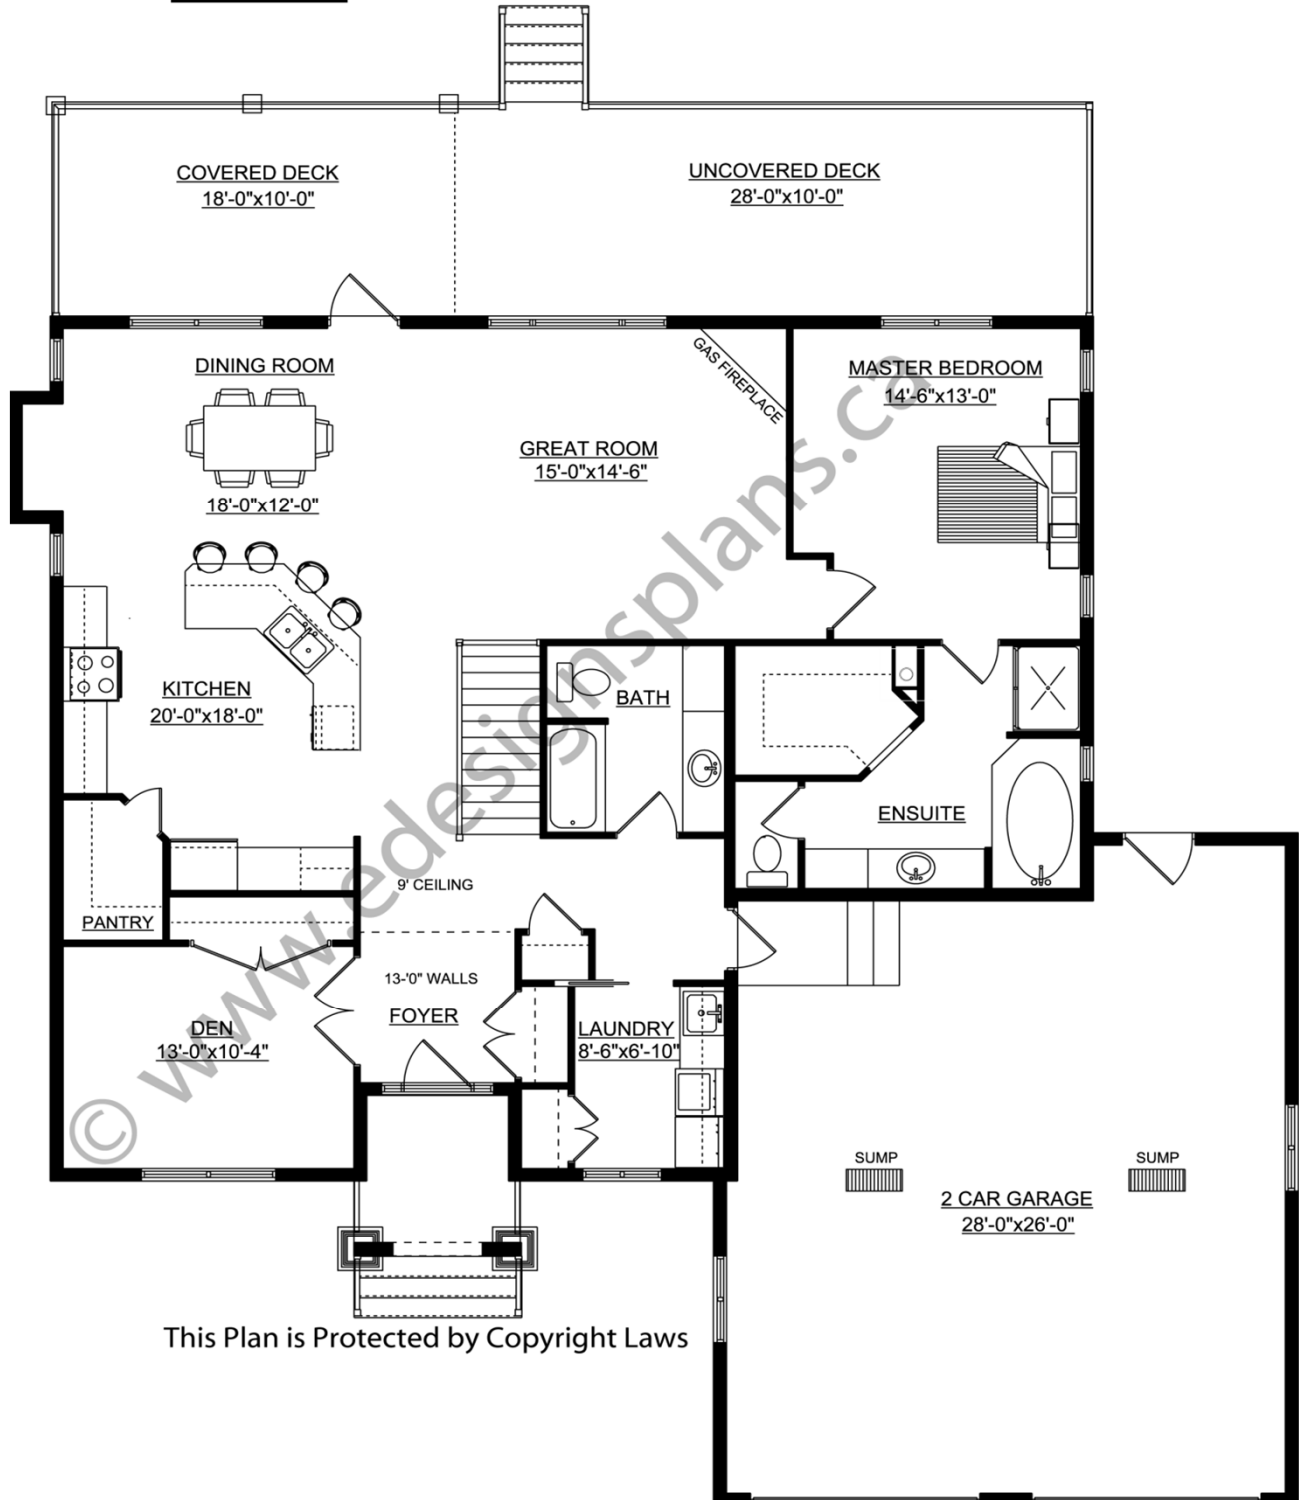 COVERED DECK
18'-0"x10'-0"
UNCOVERED DECK
28'-0"x10'-0"
DINING ROOM
18'-0"x12'-0"
GAS FIREPLACE
MASTER BEDROOM
14'-6"x13'-0"
GREAT ROOM
15'-0"x14'-6"
KITCHEN
20'-0"x18'-0"
BATH
ENSUITE
9' CEILING
PANTRY
13-'0" WALLS
FOYER
DEN
13'-0"x10'-4"
LAUNDRY
8'-6"x6'-10"
SUMP
SUMP
2 CAR GARAGE
28'-0"x26'-0"
© www.edesignsplans.ca
This Plan is Protected by Copyright Laws